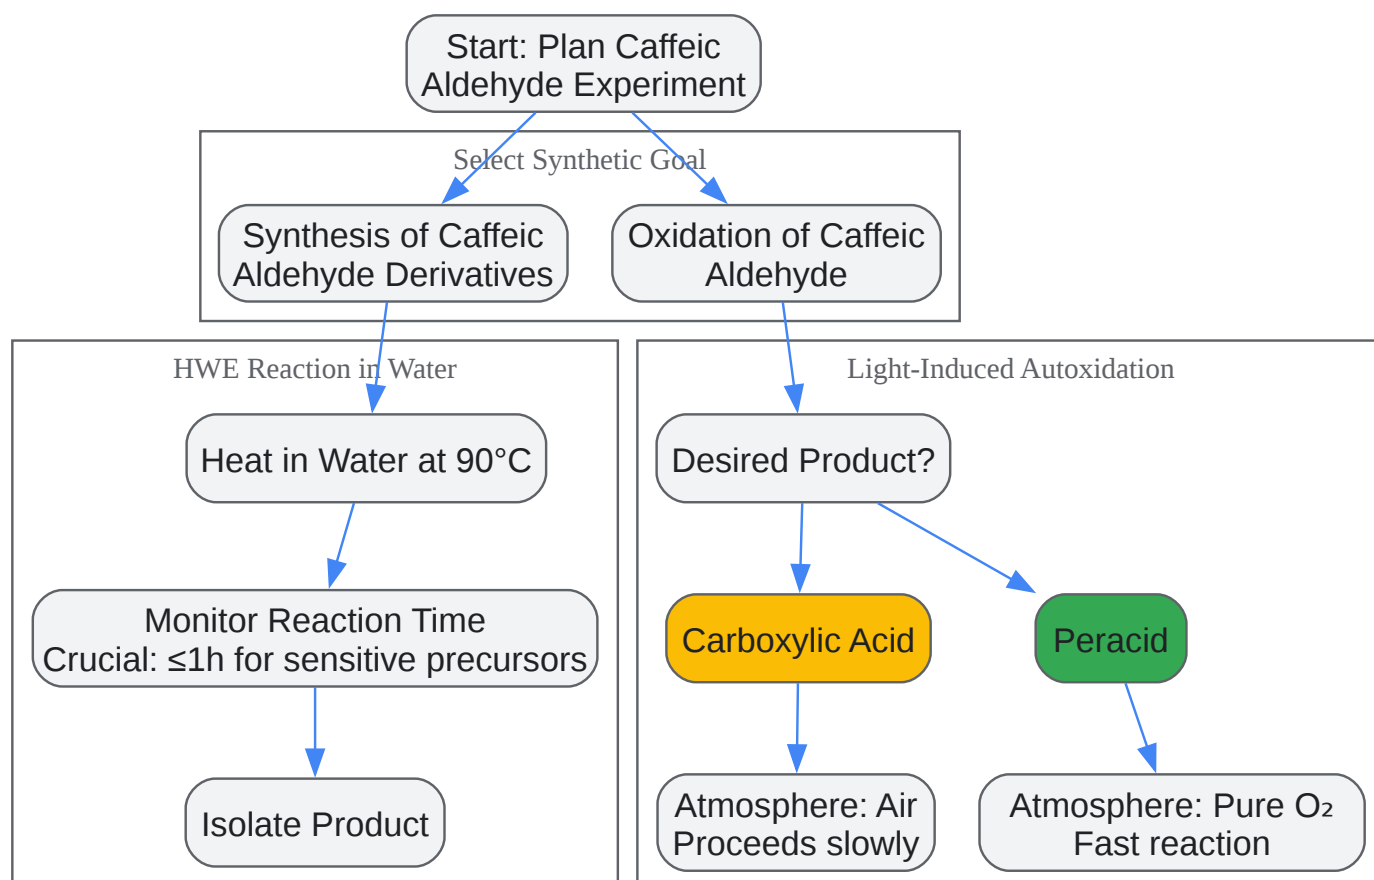 Start: Plan Caffeic
Aldehyde Experiment
Select Synthetic Goal
Synthesis of Caffeic
Aldehyde Derivatives
Oxidation of Caffeic
Aldehyde
HWE Reaction in Water
Heat in Water at 90°C
Monitor Reaction Time
Crucial: ≤1h for sensitive precursors
Isolate Product
Light-Induced Autoxidation
Desired Product?
Carboxylic Acid
Peracid
Atmosphere: Air
Proceeds slowly
Atmosphere: Pure O₂
Fast reaction